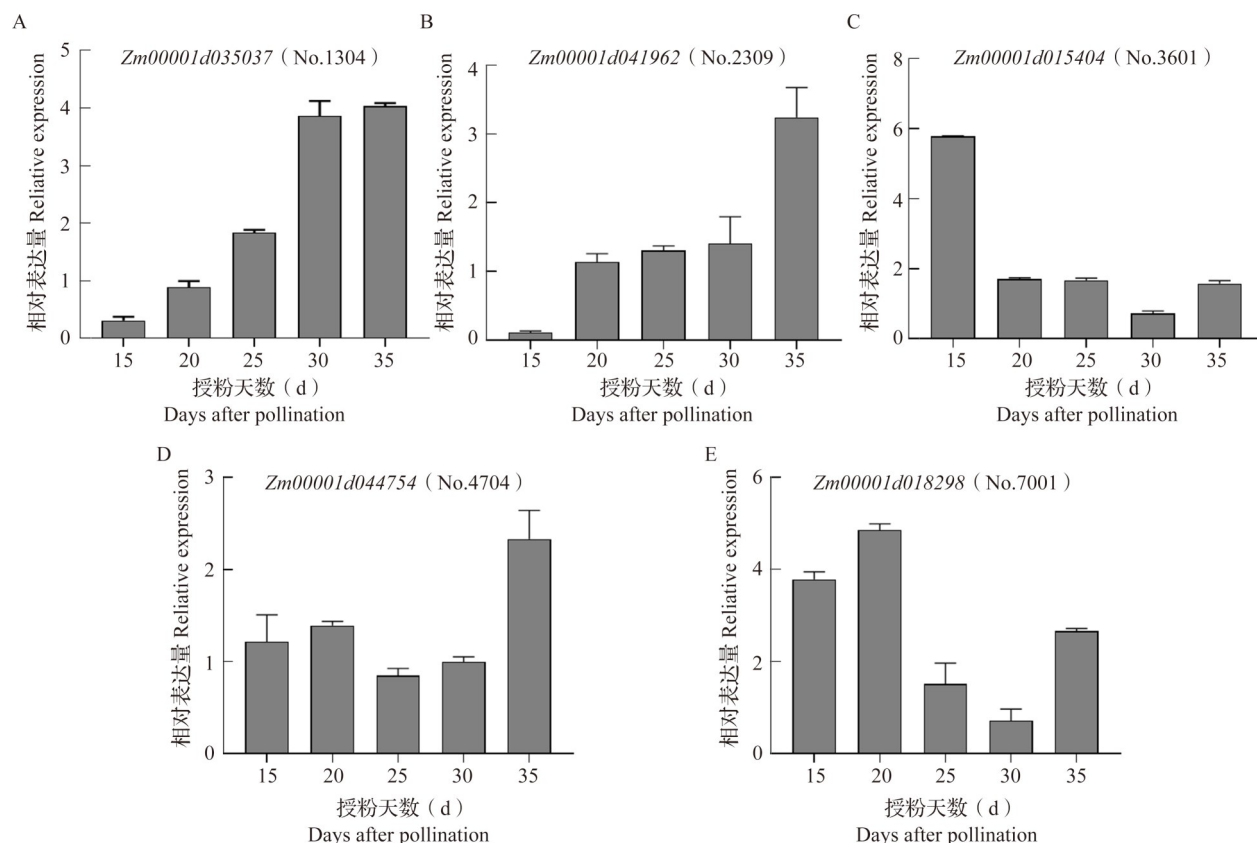 A
Zm00001d035037（No.1304）
相对表达量 Reliative expression
5
4
3
2
1
0
15 20 25 30 35
授粉天数（d）
Days after pollination
B
Zm00001d041962（No.2309）
相对表达量 Reliative expression
4
3
2
1
0
15 20 25 30 35
授粉天数（d）
Days after pollination
C
Zm00001d015404（No.3601）
相对表达量 Reliative expression
8
6
4
2
0
15 20 25 30 35
授粉天数（d）
Days after pollination
D
Zm00001d044754（No.4704）
相对表达量 Reliative expression
3
2
1
0
15 20 25 30 35
授粉天数（d）
Days after pollination
E
Zm00001d018298（No.7001）
相对表达量 Reliative expression
6
4
2
0
15 20 25 30 35
授粉天数（d）
Days after pollination